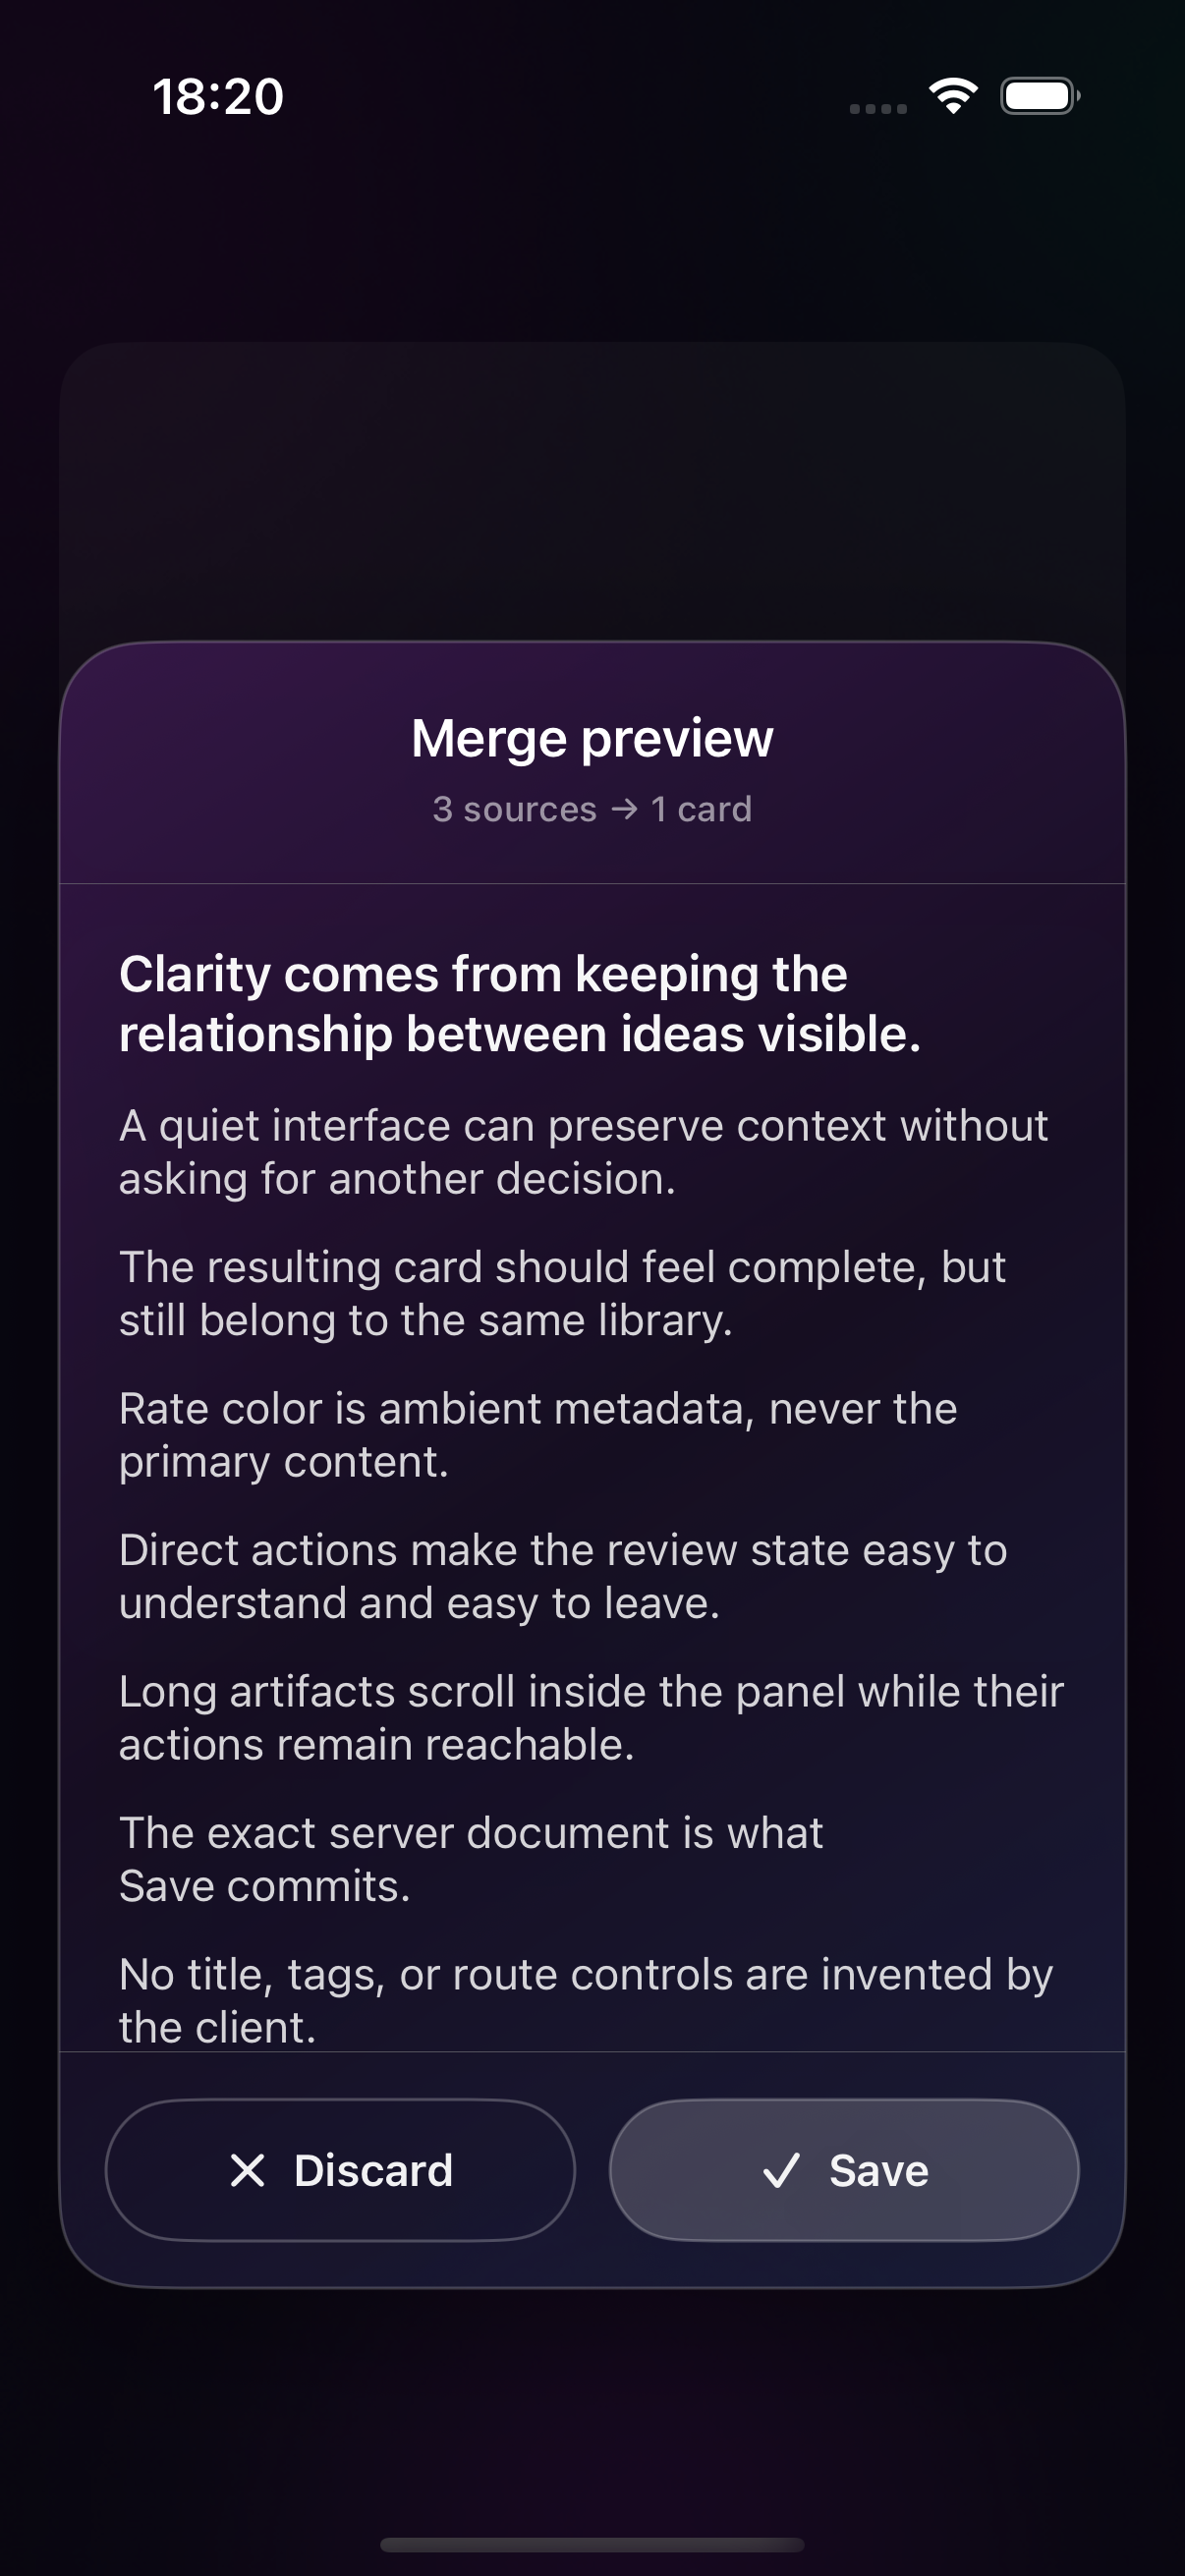 18:20
Merge preview
3 sources → 1 card
Clarity comes from keeping the
relationship between ideas visible.
A quiet interface can preserve context without
asking for another decision.
The resulting card should feel complete, but
still belong to the same library.
Rate color is ambient metadata, never the
primary content.
Direct actions make the review state easy to
understand and easy to leave.
Long artifacts scroll inside the panel while their
actions remain reachable.
The exact server document is what
Save commits.
No title, tags, or route controls are invented by
the client.
Discard
Save